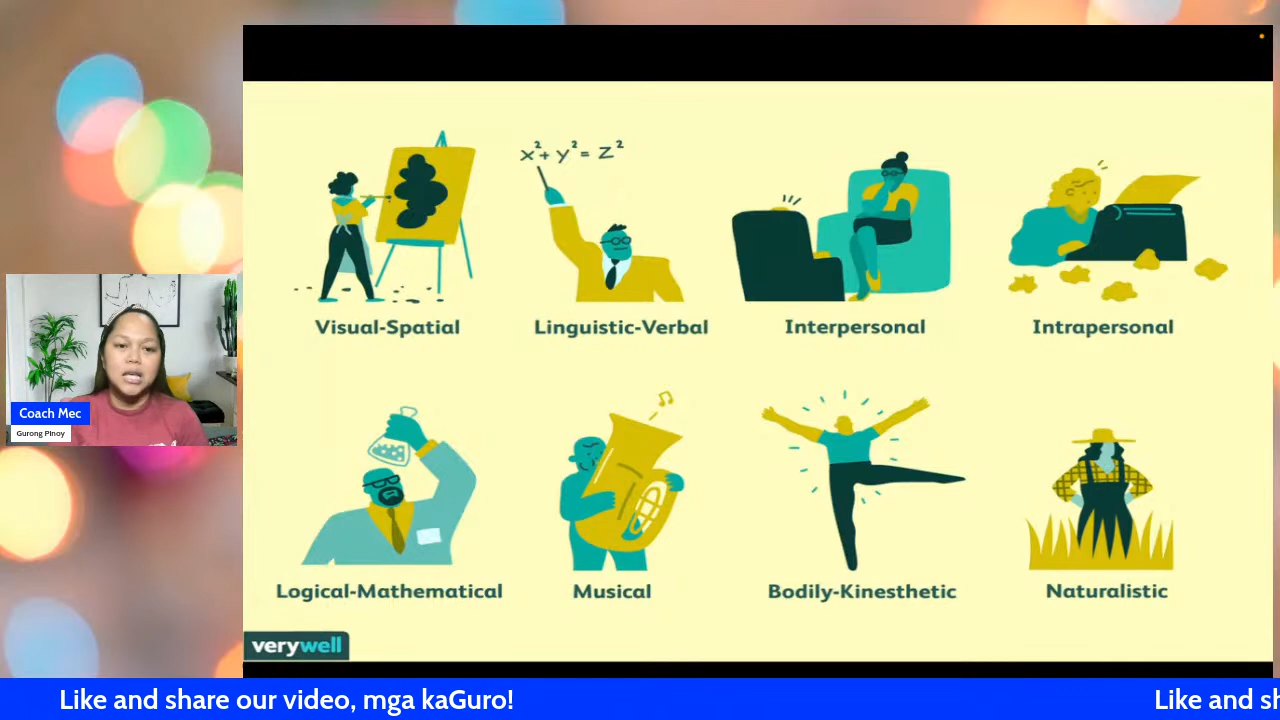 x²+ y²= z²
Visual-Spatial
Linguistic-Verbal
Interpersonal
Intrapersonal
Logical-Mathematical
Musical
Bodily-Kinesthetic
Naturalistic
verywell
Coach Mec
Gurong Pinoy
Like and share our video, mga kaGuro!
Like and sh